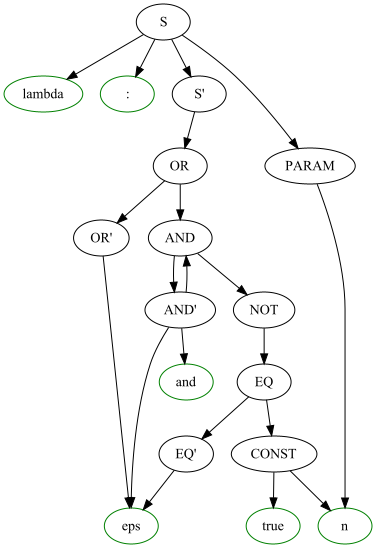 S
lambda
:
S'
OR
PARAM
OR'
AND
AND'
NOT
and
EQ
EQ'
CONST
eps
true
n